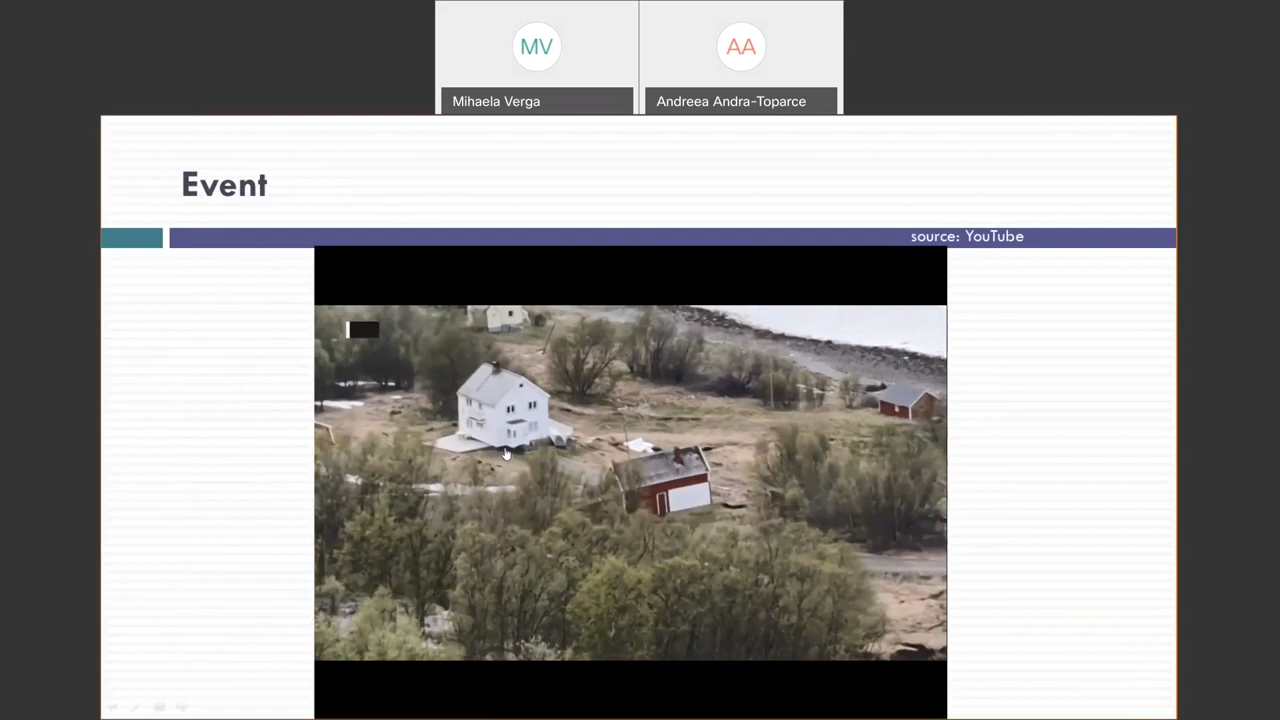 MV
AA
Mihaela Verga
Andreea Andra-Toparce
Event
source: YouTube